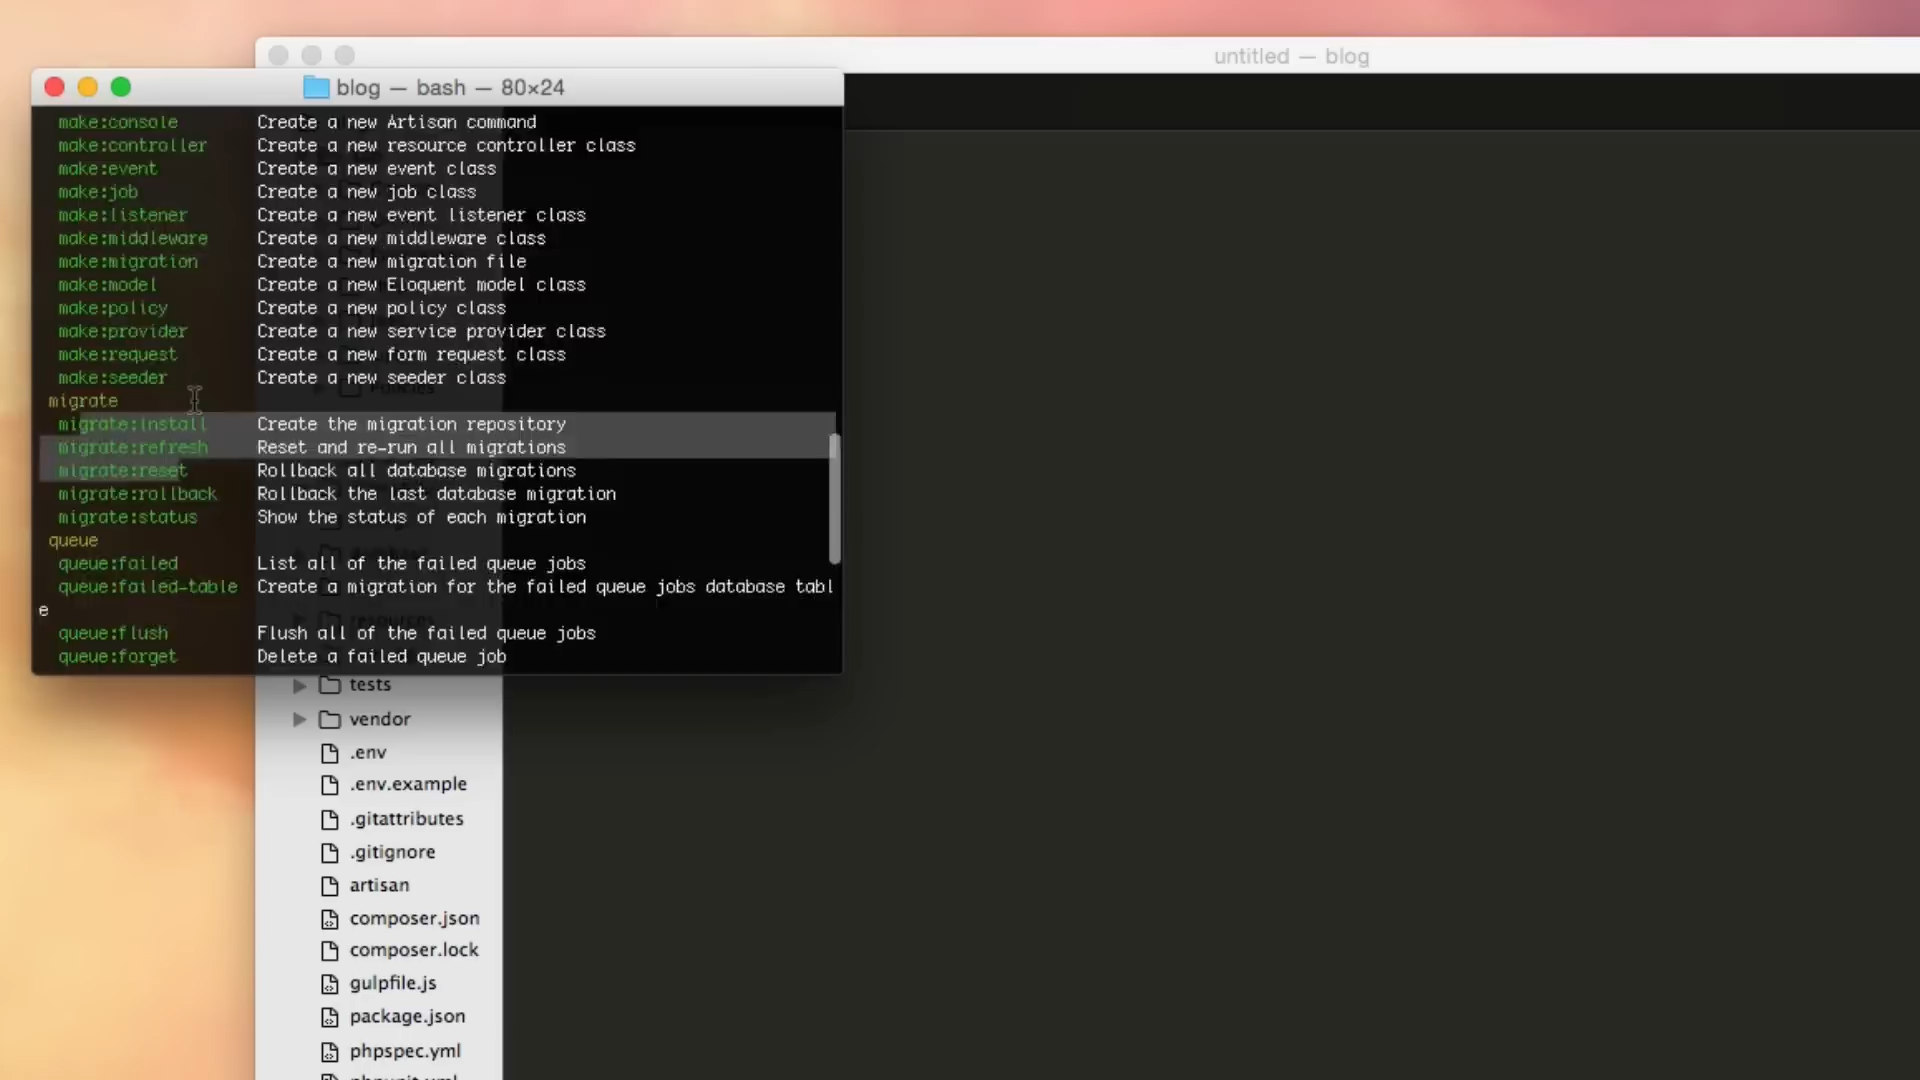 untitled — blog
blog — bash — 80×24
make:console Create a new Artisan command
make:controller Create a new resource controller class
make:event Create a new event class
make:job Create a new job class
make:listener Create a new event listener class
make:middleware Create a new middleware class
make:migration Create a new migration file
make:model Create a new Eloquent model class
make:policy Create a new policy class
make:provider Create a new service provider class
make:request Create a new form request class
make:seeder Create a new seeder class
migrate
migrate:install Create the migration repository
migrate:refresh Reset and re-run all migrations
migrate:reset Rollback all database migrations
migrate:rollback Rollback the last database migration
migrate:status Show the status of each migration
queue
queue:failed List all of the failed queue jobs
queue:failed-table Create a migration for the failed queue jobs database tabl
e
queue:flush Flush all of the failed queue jobs
queue:forget Delete a failed queue job
tests
vendor
.env
.env.example
.gitattributes
.gitignore
artisan
composer.json
composer.lock
gulpfile.js
package.json
phpspec.yml